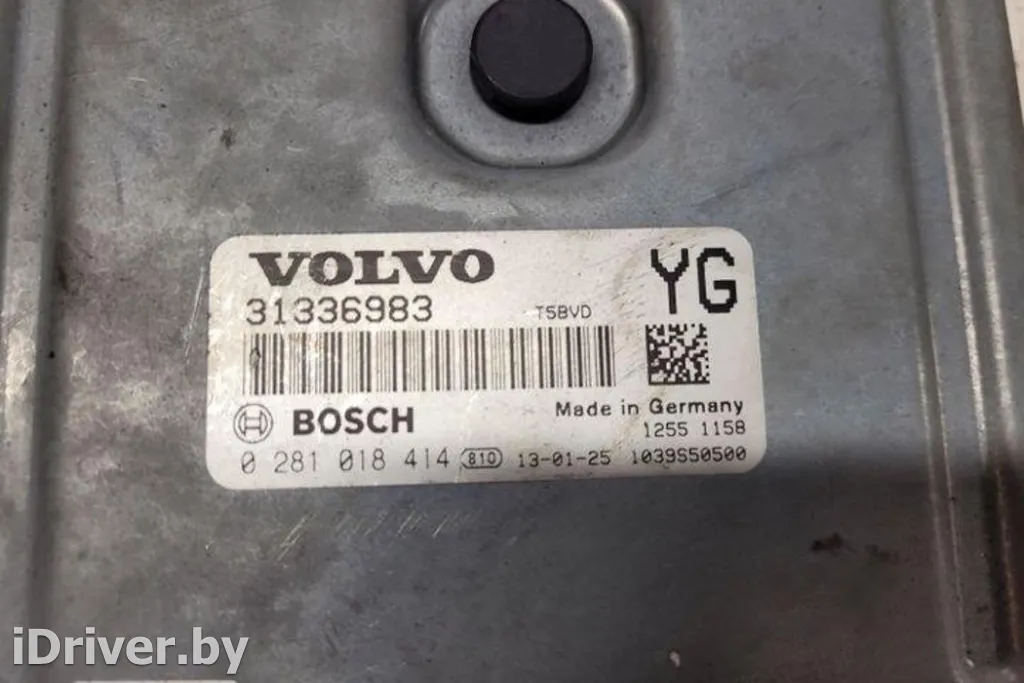 VOLVO YG
31336983 T5BVD
BOSCH Made in Germany
1255 1158
0 281 018 414 810 13-01-25 1039S50500
iDriver.by